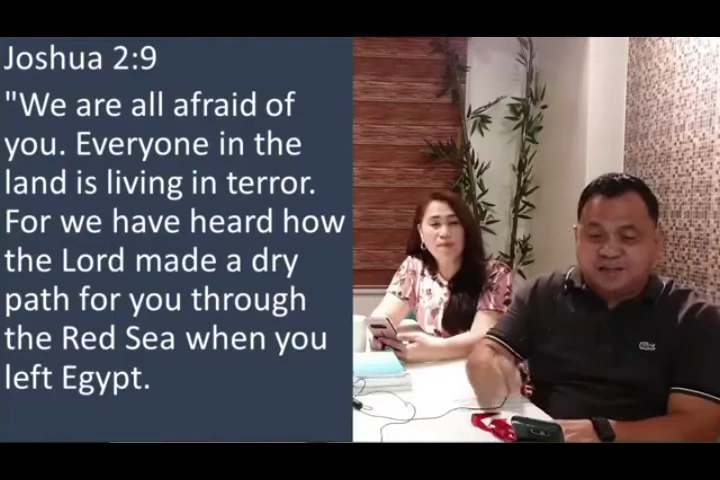 Joshua 2:9
"We are all afraid of
you. Everyone in the
land is living in terror.
For we have heard how
the Lord made a dry
path for you through
the Red Sea when you
left Egypt.